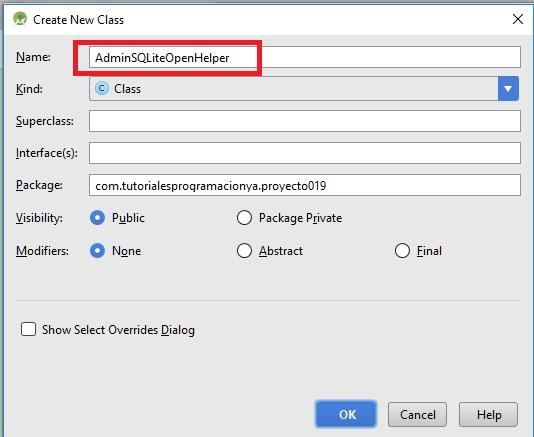 Create New Class
Name: AdminSQLiteOpenHelper
Kind: C Class
Superclass:
Interface(s):
Package: com.tutorialesprogramacionya.proyecto019
Visibility: Public Package Private
Modifiers: None Abstract Final
Show Select Overrides Dialog
OK Cancel Help